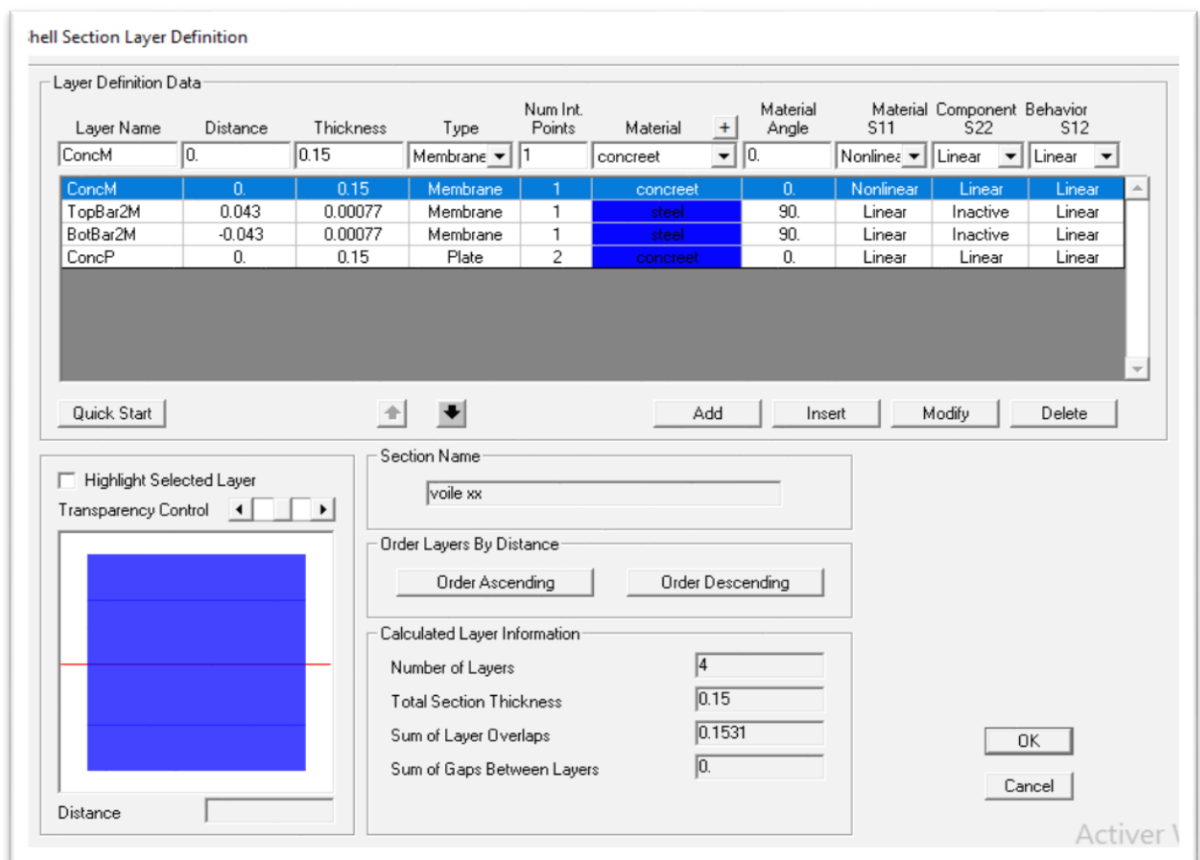 hell Section Layer Definition
Layer Definition Data
Layer Name Distance Thickness Type Num Int. Points Material + Material Angle Material Component Behavior S11 S22 S12
ConcM 0. 0.15 Membrane 1 concreet 0. Nonlinea Linear Linear
ConcM 0. 0.15 Membrane 1 concreet 0. Nonlinear Linear Linear
TopBar2M 0.043 0.00077 Membrane 1 steel 90. Linear Inactive Linear
BotBar2M -0.043 0.00077 Membrane 1 steel 90. Linear Inactive Linear
ConcP 0. 0.15 Plate 2 concreet 0. Linear Linear Linear
Quick Start Add Insert Modify Delete
Highlight Selected Layer
Transparency Control
Distance
Section Name
voile xx
Order Layers By Distance
Order Ascending Order Descending
Calculated Layer Information
Number of Layers 4
Total Section Thickness 0.15
Sum of Layer Overlaps 0.1531
Sum of Gaps Between Layers 0.
OK
Cancel
Activer